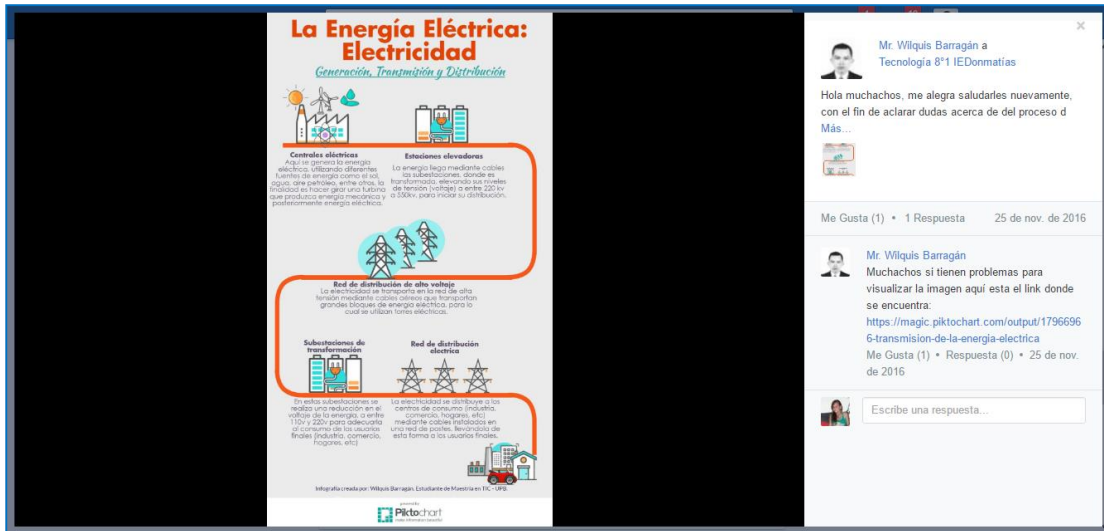 La Energía Eléctrica:
Electricidad
Generación, Transmisión y Distribución
Centrales eléctricas
Aquí se genera la energía
eléctrica, utilizando diferentes
fuentes de energía como el sol,
agua, aire petróleo, entre otros, la
finalidad es hacer girar una turbina
que produzca energía mecánica y
posteriormente energía eléctrica.
Estaciones elevadoras
La energía llega mediante cables
las subestaciones, donde es
transformada, elevando sus niveles
de tensión (voltaje) a entre 220 kv
a 550kv, para iniciar su distribución.
Red de distribución de alto voltaje
La electricidad se transporta en la red de alta
tensión mediante cables aéreos que transportan
grandes bloques de energía eléctrica, para lo
cual se utilizan torres eléctricas.
Subestaciones de
transformación
En estas subestaciones se
realiza una reducción en el
voltaje de la energía, a entre
110v y 220v para adecuarla
al consumo de los usuarios
finales (industria, comercio,
hogares, etc)
Red de distribución
electrica
La electricidad se distribuye a los
centros de consumo (industria,
comercio, hogares, etc)
mediante cables instalados en
una red de postes, llevándola de
esta forma a los usuarios finales.
Infografía creada por: Wilquis Barragán. Estudiante de Maestría en TIC - UPB.
Piktochart
Mr. Wilquis Barragán a
Tecnología 8°1 IEDonmatías
Hola muchachos, me alegra saludarles nuevamente,
con el fin de aclarar dudas acerca de del proceso d
Más...
Me Gusta (1) • 1 Respuesta 25 de nov. de 2016
Mr. Wilquis Barragán
Muchachos si tienen problemas para
visualizar la imagen aquí esta el link donde
se encuentra:
https://magic.piktochart.com/output/1796696
6-transmision-de-la-energia-electrica
Me Gusta (1) • Respuesta (0) • 25 de nov.
de 2016
Escribe una respuesta...